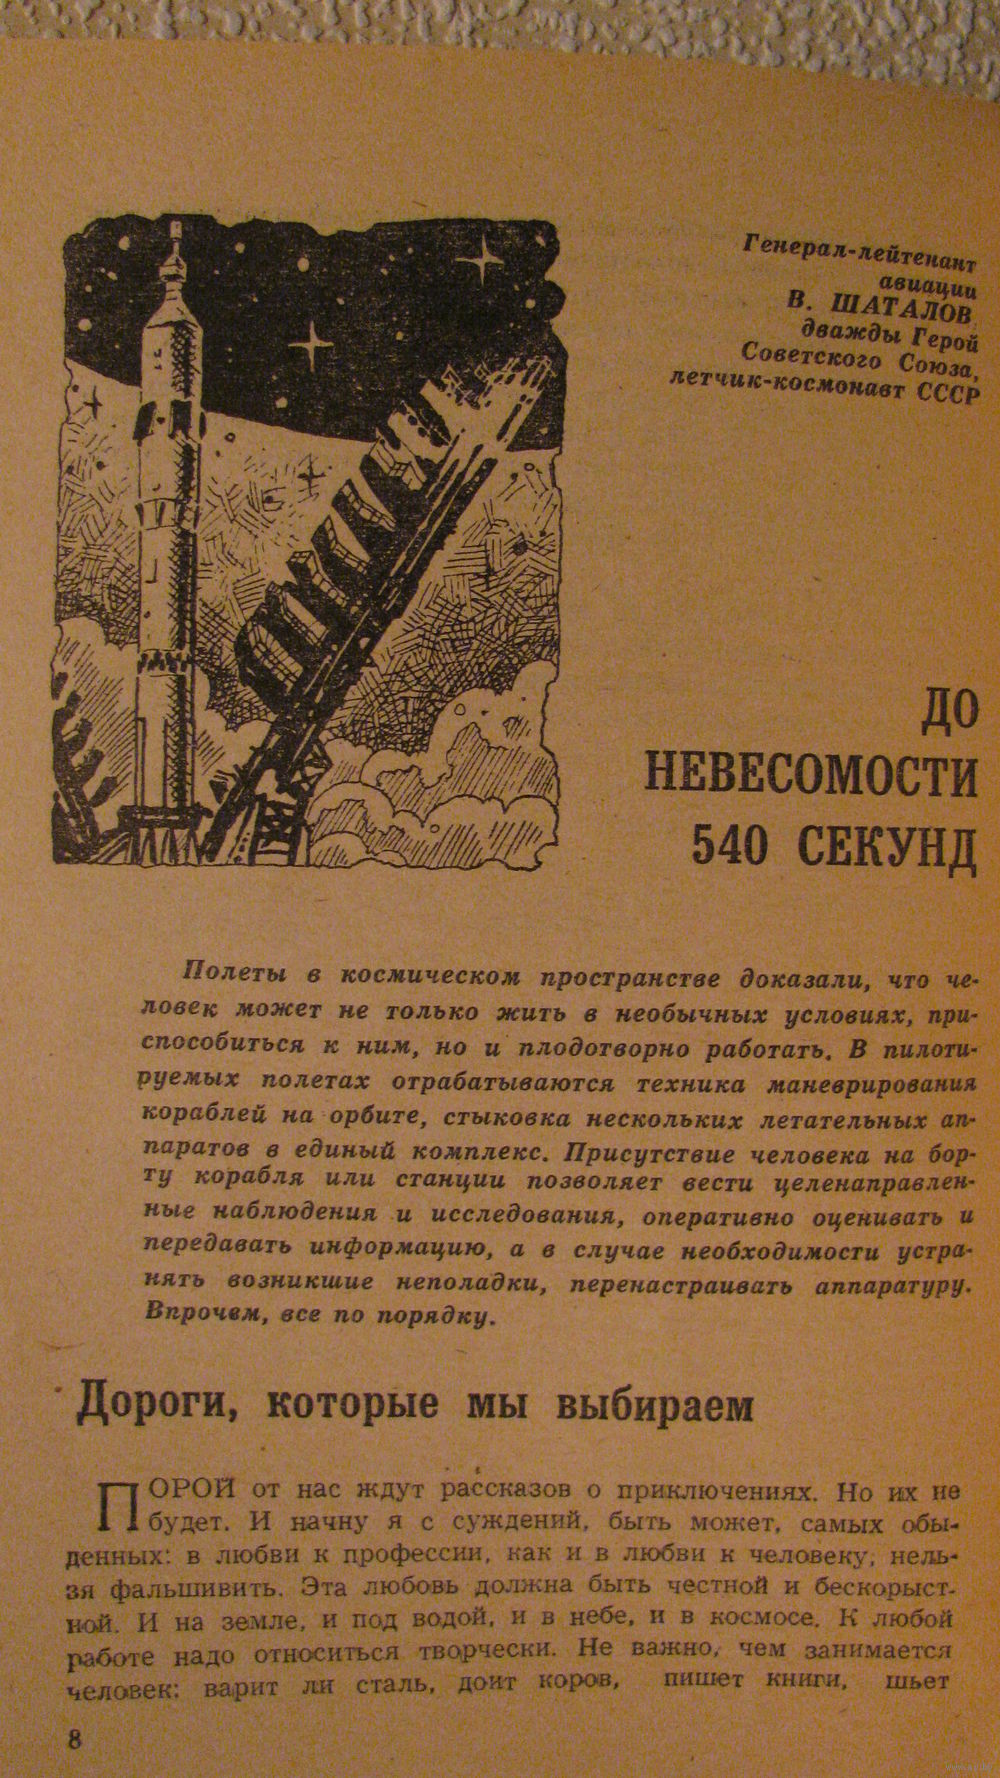 Генерал-лейтенант
авиации
В. ШАТАЛОВ,
дважды Герой
Советского Союза,
летчик-космонавт СССР
ДО
НЕВЕСОМОСТИ
540 СЕКУНД
Полеты в космическом пространстве доказали, что че-
ловек может не только жить в необычных условиях, при-
способиться к ним, но и плодотворно работать. В пилоти-
руемых полетах отрабатываются техника маневрирования
кораблей на орбите, стыковка нескольких летательных ап-
паратов в единый комплекс. Присутствие человека на бор-
ту корабля или станции позволяет вести целенаправлен-
ные наблюдения и исследования, оперативно оценивать и
передавать информацию, а в случае необходимости устра-
нять возникшие неполадки, перенастраивать аппаратуру.
Впрочем, все по порядку.
Дороги, которые мы выбираем
ПОРОЙ от нас ждут рассказов о приключениях. Но их не
будет. И начну я с суждений, быть может, самых обы-
денных: в любви к профессии, как и в любви к человеку, нель-
зя фальшивить. Эта любовь должна быть честной и бескорыст-
ной. И на земле, и под водой, и в небе, и в космосе. К любой
работе надо относиться творчески. Не важно, чем занимается
человек: варит ли сталь, доит коров, пишет книги, шьет
8